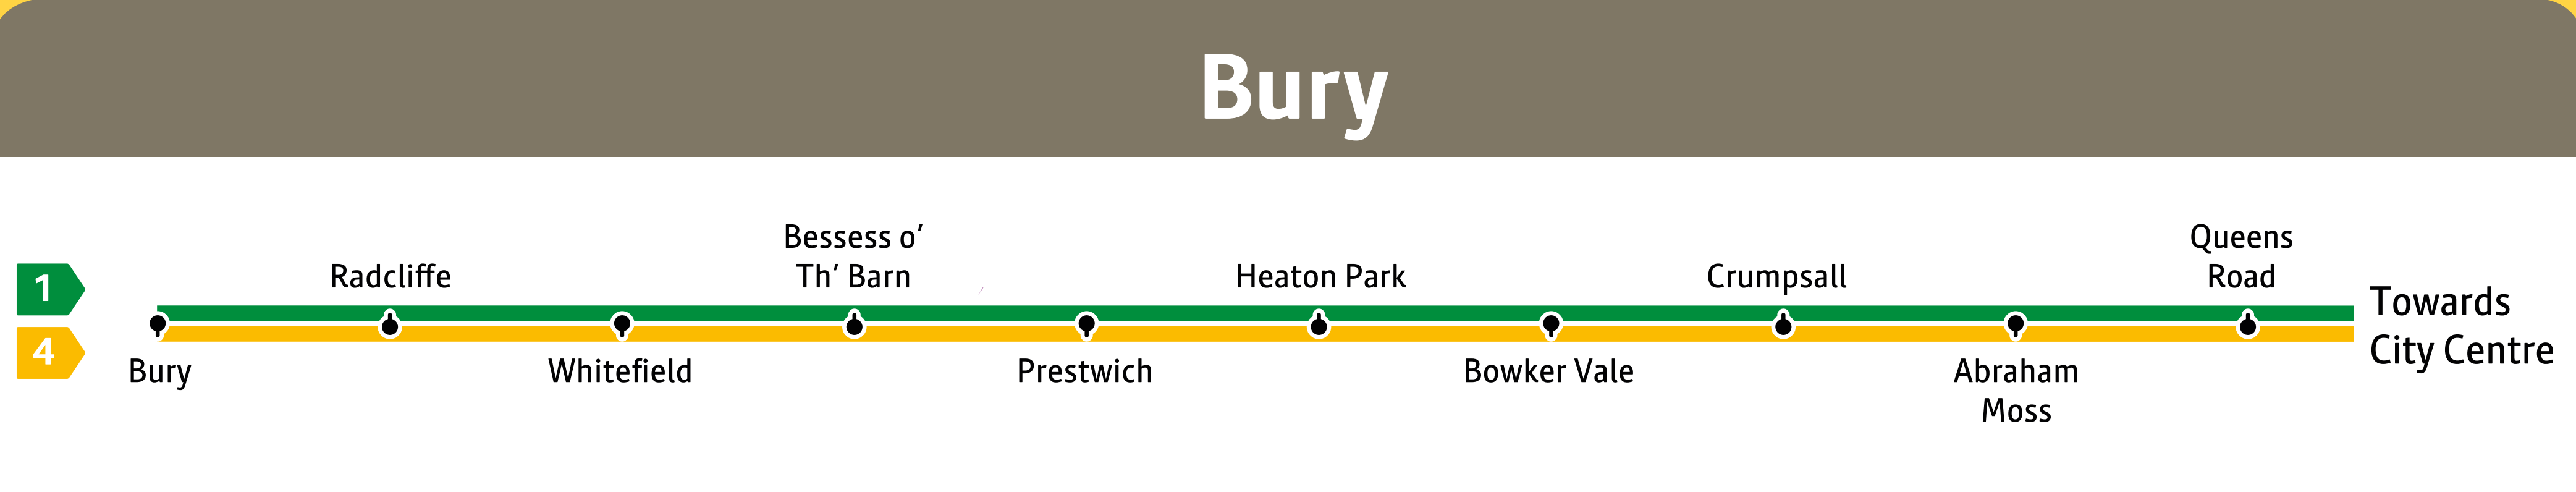 Bury
1
4
Bury
Radcliffe
Whitefield
Bessess o’
Th’ Barn
Prestwich
Heaton Park
Bowker Vale
Crumpsall
Abraham
Moss
Queens
Road
Towards
City Centre